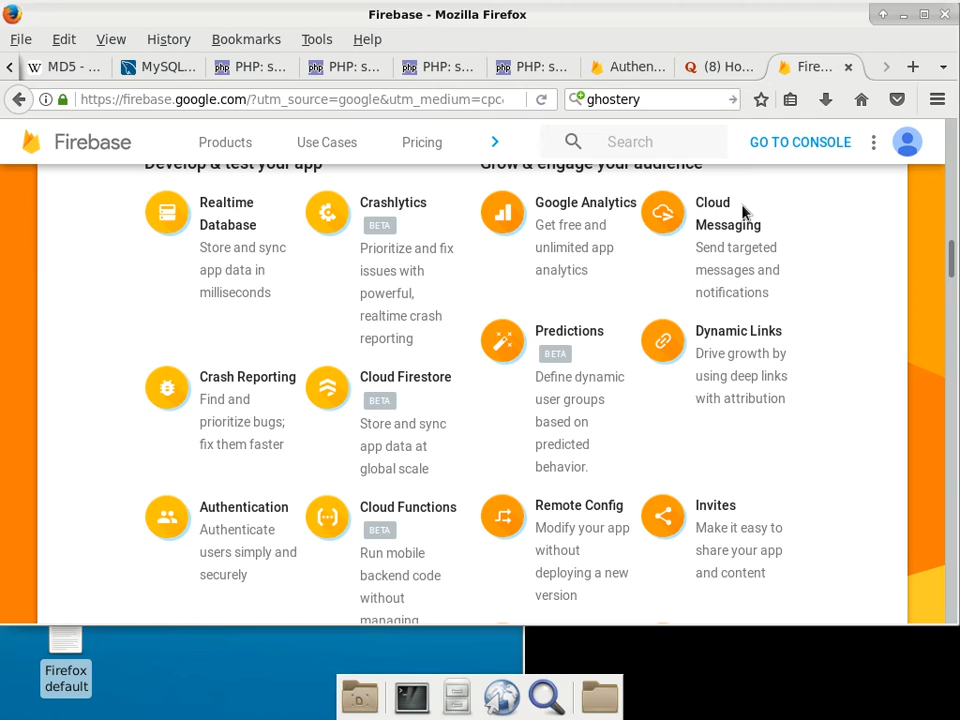 Firebase - Mozilla Firefox
File Edit View History Bookmarks Tools Help
MD5 - ... MySQL... PHP: s... PHP: s... PHP: s... PHP: s... Authen... (8) Ho... Fire...
https://firebase.google.com/?utm_source=google&utm_medium=cpc
ghostery
Firebase Products Use Cases Pricing Search GO TO CONSOLE
Develop & test your app
Grow & engage your audience
Realtime
Database
Store and sync
app data in
milliseconds
Crashlytics
BETA
Prioritize and fix
issues with
powerful,
realtime crash
reporting
Google Analytics
Get free and
unlimited app
analytics
Cloud
Messaging
Send targeted
messages and
notifications
Predictions
BETA
Define dynamic
user groups
based on
predicted
behavior.
Dynamic Links
Drive growth by
using deep links
with attribution
Crash Reporting
Find and
prioritize bugs;
fix them faster
Cloud Firestore
BETA
Store and sync
app data at
global scale
Authentication
Authenticate
users simply and
securely
Cloud Functions
BETA
Run mobile
backend code
without
managing
Remote Config
Modify your app
without
deploying a new
version
Invites
Make it easy to
share your app
and content
Firefox
default